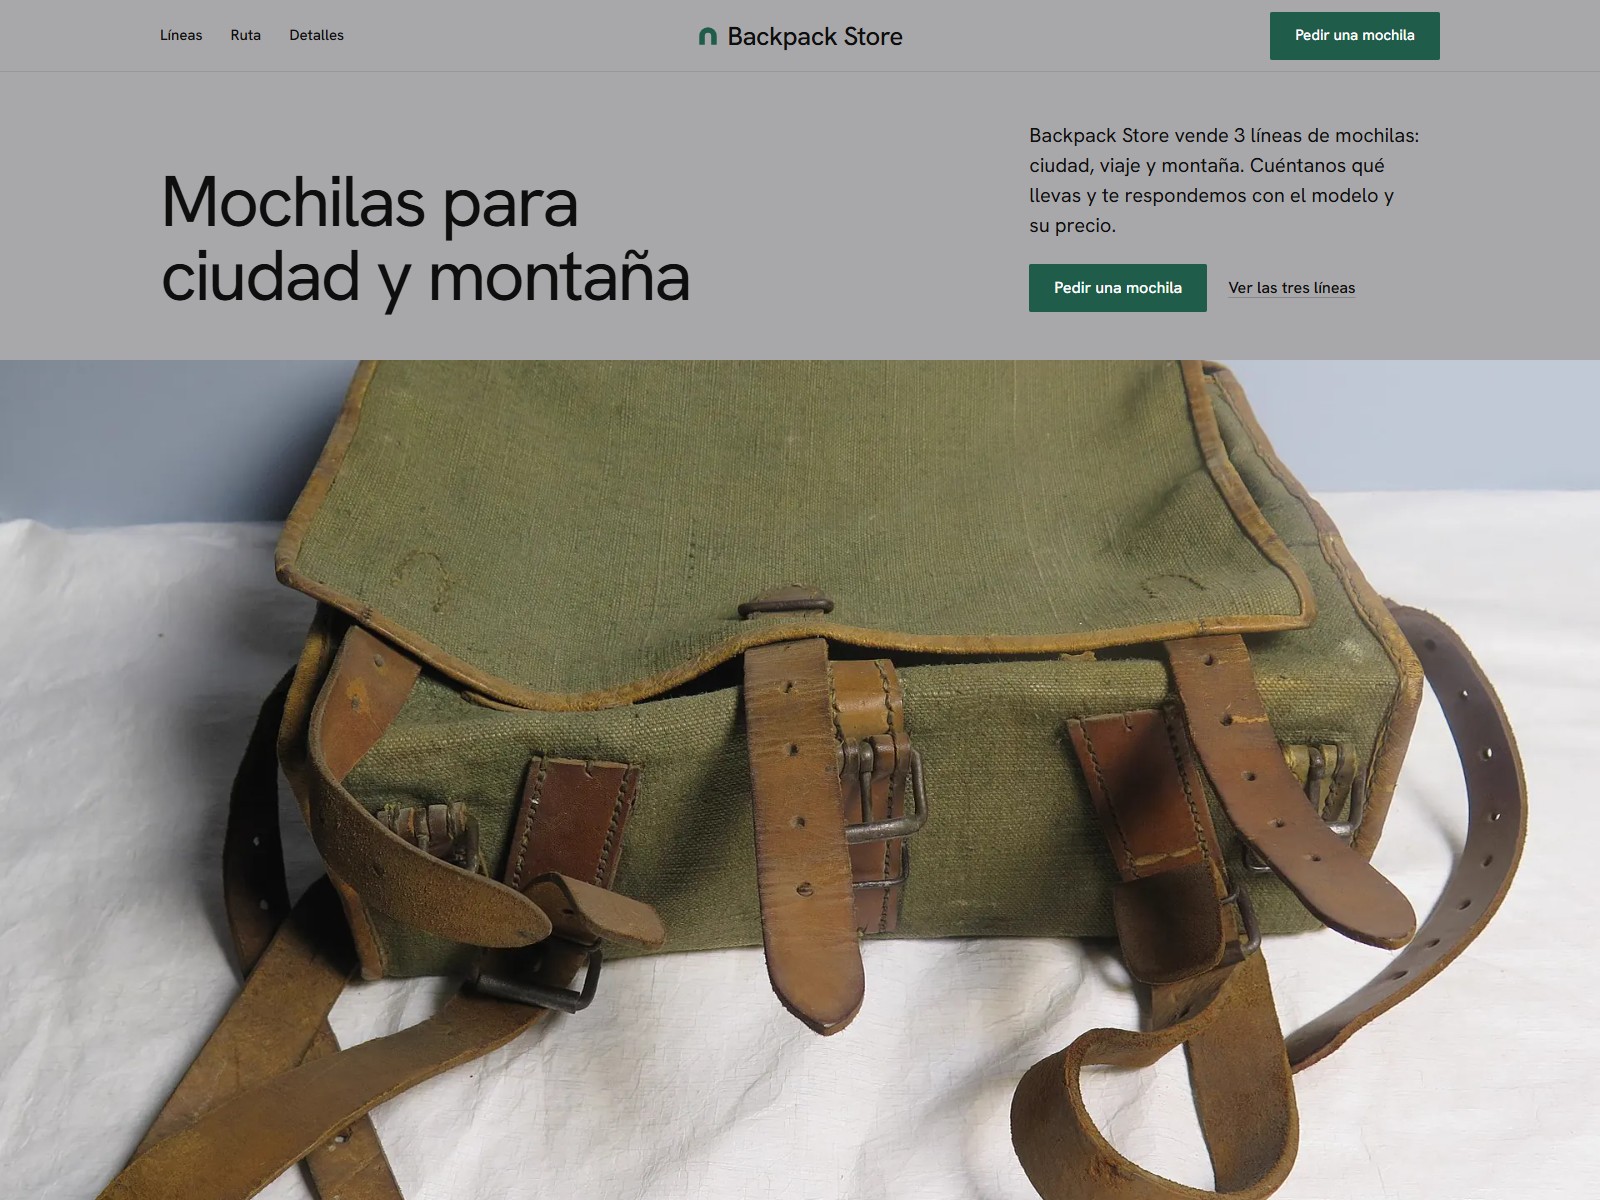 Líneas
Ruta
Detalles
Backpack Store
Pedir una mochila
Mochilas para
ciudad y montaña
Backpack Store vende 3 líneas de mochilas:
ciudad, viaje y montaña. Cuéntanos qué
llevas y te respondemos con el modelo y
su precio.
Pedir una mochila
Ver las tres líneas